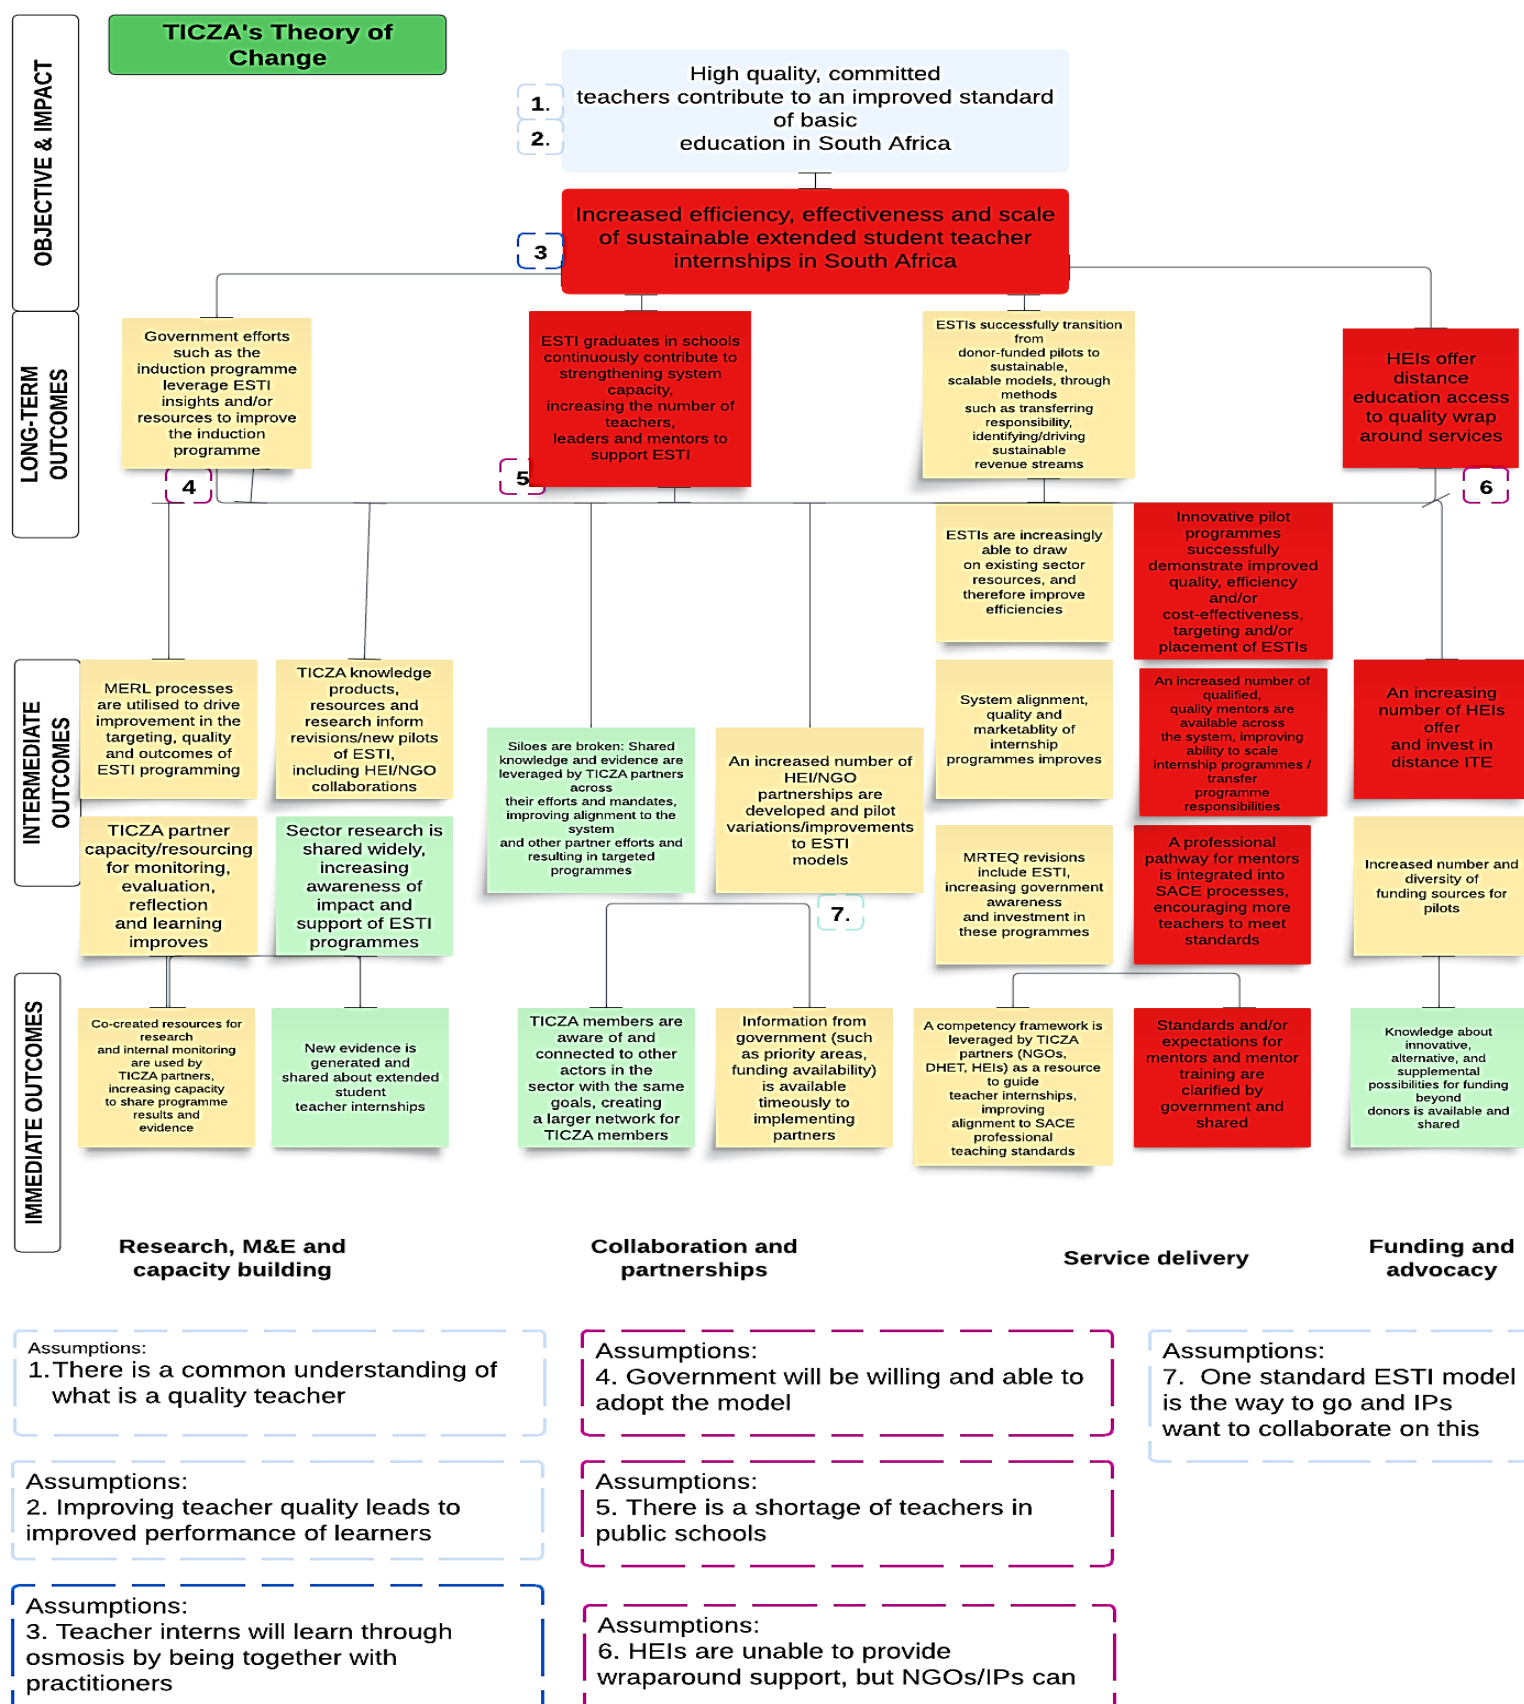 TICZA's Theory of
Change
OBJECTIVE & IMPACT
High quality, committed
teachers contribute to an improved standard
of basic
education in South Africa
1.
2.
Increased efficiency, effectiveness and scale
of sustainable extended student teacher
internships in South Africa
3
LONG-TERM
OUTCOMES
Government efforts
such as the
induction programme
leverage ESTI
insights and/or
resources to improve
the induction
programme
4
ESTI graduates in schools
continuously contribute to
strengthening system
capacity,
increasing the number of
teachers,
leaders and mentors to
support ESTI
5
ESTIs successfully transition
from
donor-funded pilots to
sustainable,
scalable models, through
methods
such as transferring
responsibility,
identifying/driving
sustainable
revenue streams
HEIs offer
distance
education access
to quality wrap
around services
6
INTERMEDIATE
OUTCOMES
MERL processes
are utilised to drive
improvement in the
targeting, quality
and outcomes of
ESTI programming
TICZA knowledge
products,
resources and
research inform
revisions/new pilots
of ESTI,
including HEI/NGO
collaborations
TICZA partner
capacity/resourcing
for monitoring,
evaluation,
reflection
and learning
improves
Sector research is
shared widely,
increasing
awareness of
impact and
support of ESTI
programmes
Siloes are broken: Shared
knowledge and evidence are
leveraged by TICZA partners
across
their efforts and mandates,
improving alignment to the
system
and other partner efforts and
resulting in targeted
programmes
An increased number of
HEI/NGO
partnerships are
developed and pilot
variations/improvements
to ESTI
models
7.
ESTIs are increasingly
able to draw
on existing sector
resources, and
therefore improve
efficiencies
Innovative pilot
programmes
successfully
demonstrate improved
quality, efficiency
and/or
cost-effectiveness,
targeting and/or
placement of ESTIs
System alignment,
quality and
marketablity of
internship
programmes improves
An increased number of
qualified,
quality mentors are
available across
the system, improving
ability to scale
internship programmes /
transfer
programme
responsibilities
MRTEQ revisions
include ESTI,
increasing government
awareness
and investment in
these programmes
A professional
pathway for mentors
is integrated into
SACE processes,
encouraging more
teachers to meet
standards
An increasing
number of HEIs
offer
and invest in
distance ITE
Increased number and
diversity of
funding sources for
pilots
IMMEDIATE OUTCOMES
Co-created resources for
research
and internal monitoring
are used by
TICZA partners,
increasing capacity
to share programme
results and
evidence
New evidence is
generated and
shared about extended
student
teacher internships
TICZA members are
aware of and
connected to other
actors in the
sector with the same
goals, creating
a larger network for
TICZA members
Information from
government (such
as priority areas,
funding availability)
is available
timeously to
implementing
partners
A competency framework is
leveraged by TICZA
partners (NGOs,
DHET, HEIs) as a resource
to guide
teacher internships,
improving
alignment to SACE
professional
teaching standards
Standards and/or
expectations for
mentors and mentor
training are
clarified by
government and
shared
Knowledge about
innovative,
alternative, and
supplemental
possibilities for funding
beyond
donors is available and
shared
Research, M&E and
capacity building
Collaboration and
partnerships
Service delivery
Funding and
advocacy
Assumptions:
1.There is a common understanding of
what is a quality teacher
Assumptions:
2. Improving teacher quality leads to
improved performance of learners
Assumptions:
3. Teacher interns will learn through
osmosis by being together with
practitioners
Assumptions:
4. Government will be willing and able to
adopt the model
Assumptions:
5. There is a shortage of teachers in
public schools
Assumptions:
6. HEIs are unable to provide
wraparound support, but NGOs/IPs can
Assumptions:
7. One standard ESTI model
is the way to go and IPs
want to collaborate on this